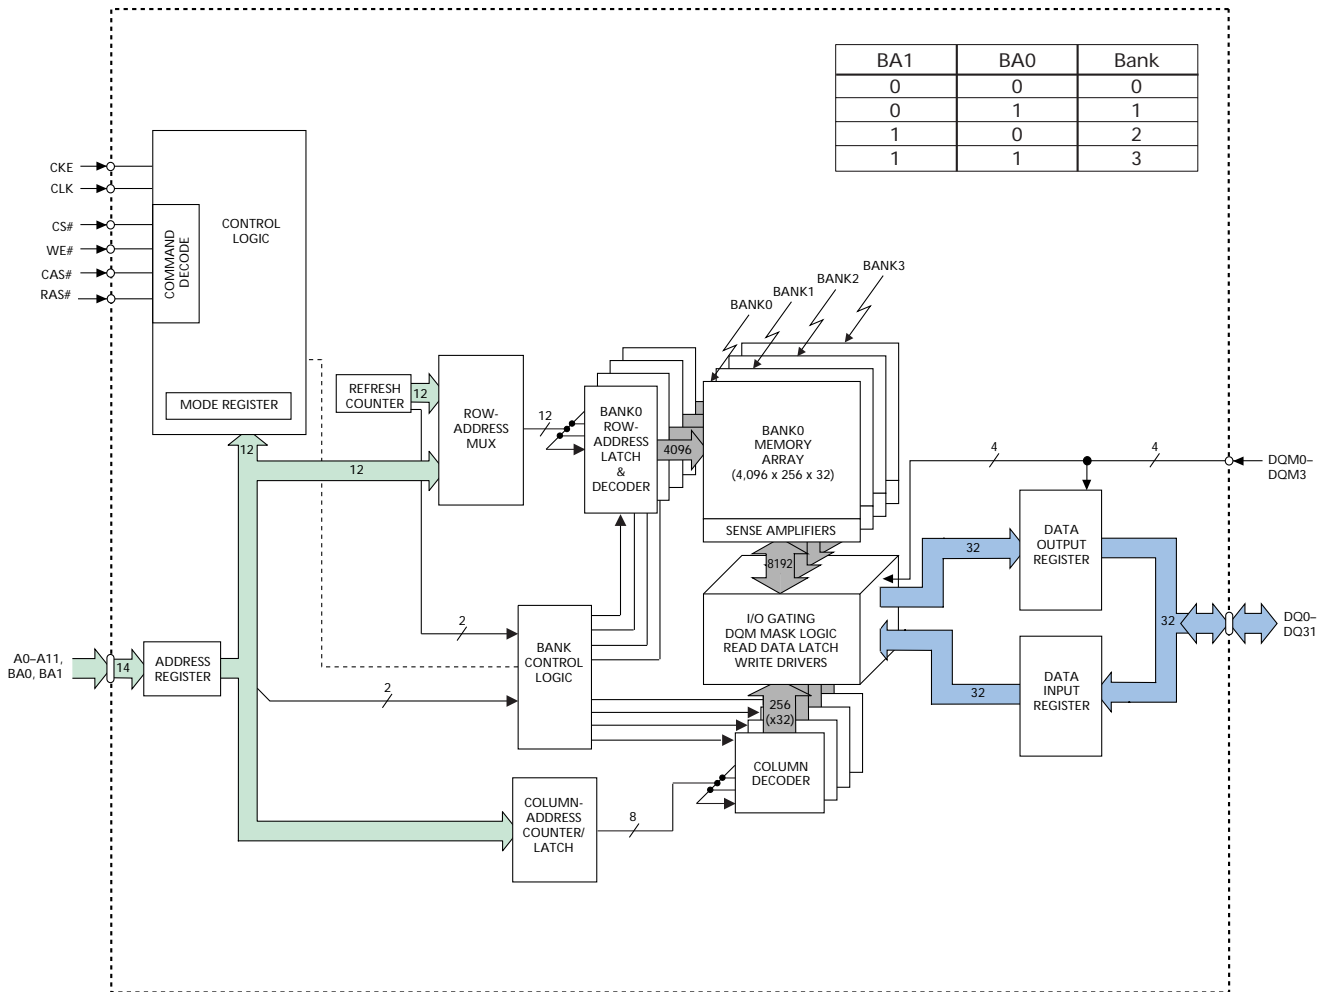 BA1 BA0 Bank
0 0 0
0 1 1
1 0 2
1 1 3
CKE
CLK
CS#
WE#
CAS#
RAS#
COMMAND
DECODE
CONTROL
LOGIC
MODE REGISTER
BANK3
BANK2
BANK1
BANK0
REFRESH
COUNTER
12
ROW-
ADDRESS
MUX
12
BANK0
ROW-
ADDRESS
LATCH
&
DECODER
4096
BANK0
MEMORY
ARRAY
(4,096 x 256 x 32)
SENSE AMPLIFIERS
12
12
4
4
DQM0–
DQM3
8192
32
DATA
OUTPUT
REGISTER
I/O GATING
DQM MASK LOGIC
READ DATA LATCH
WRITE DRIVERS
32
DQ0–
DQ31
2
BANK
CONTROL
LOGIC
A0–A11,
BA0, BA1
14
ADDRESS
REGISTER
2
32
DATA
INPUT
REGISTER
256
(x32)
COLUMN
DECODER
COLUMN-
ADDRESS
COUNTER/
LATCH
8